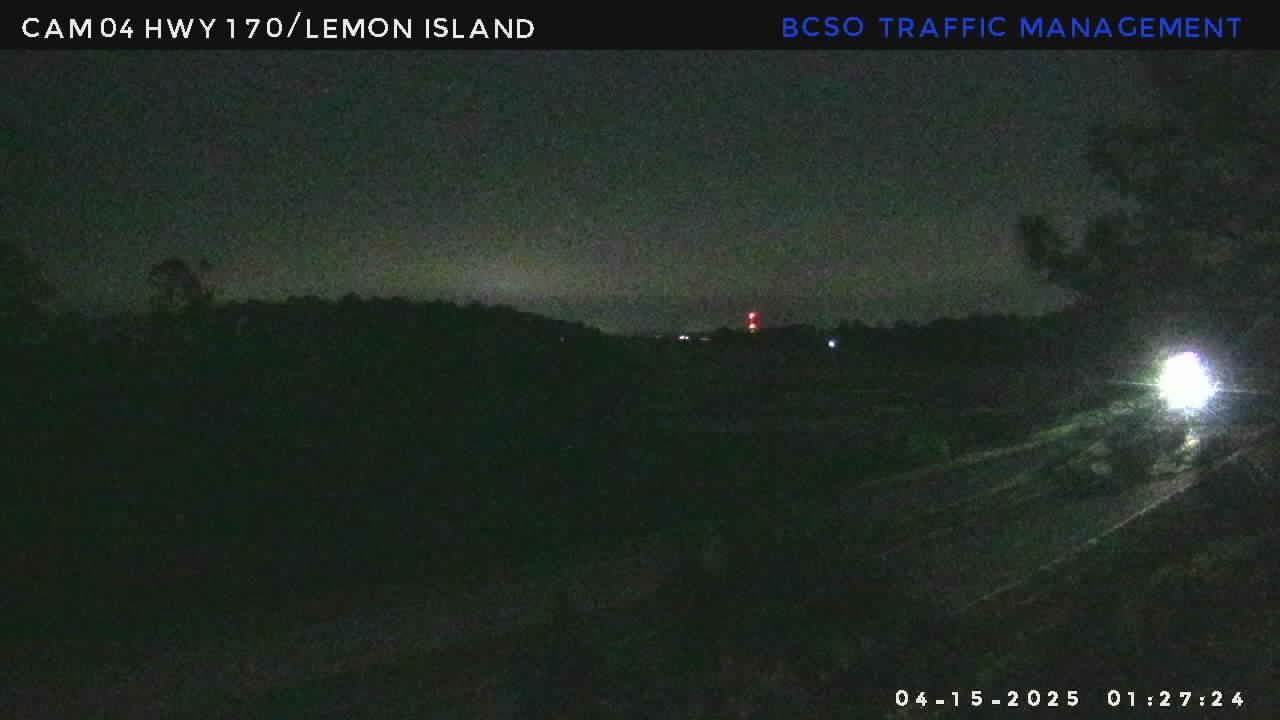 CAM04 HWY 170/LEMON ISLAND
BCSO TRAFFIC MANAGEMENT
04-15-2025 01:27:24